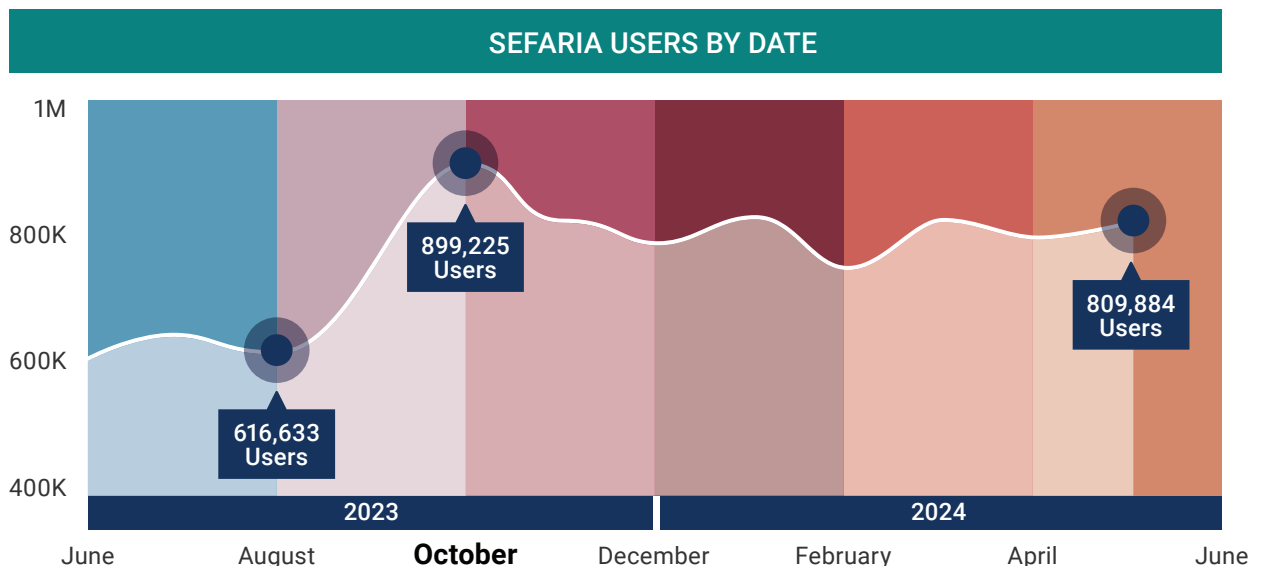 SEFARIA USERS BY DATE
1M
800K
600K
400K
899,225
Users
809,884
Users
616,633
Users
2023
2024
June
August
October
December
February
April
June